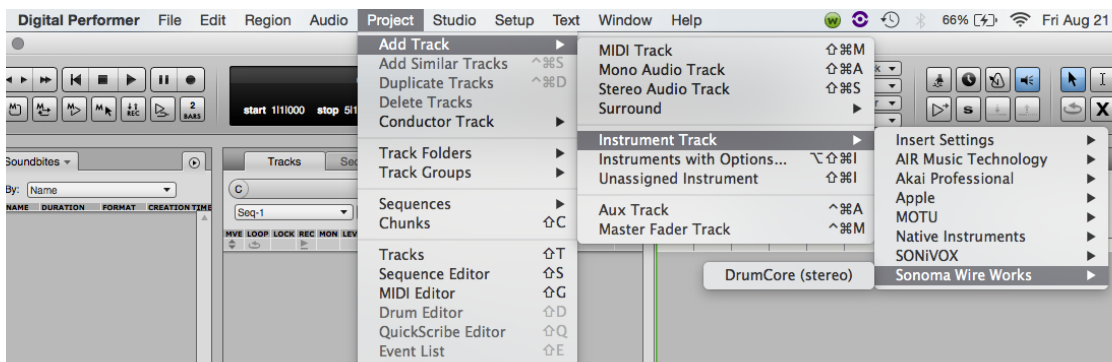 Digital Performer File Edit Region Audio Project Studio Setup Text Window Help 66% Fri Aug 21
Add Track
Add Similar Tracks ^⌘S
Duplicate Tracks ^⌘D
Delete Tracks
Conductor Track
Track Folders
Track Groups
Sequences
Chunks ⇧C
Tracks ⇧T
Sequence Editor ⇧S
MIDI Editor ⇧G
Drum Editor ⇧D
QuickScribe Editor ⇧Q
Event List ⇧E
MIDI Track ⇧⌘M
Mono Audio Track ⇧⌘A
Stereo Audio Track ⇧⌘S
Surround
Instrument Track
Instruments with Options... ⌥⇧⌘I
Unassigned Instrument ⇧⌘I
Aux Track ^⌘A
Master Fader Track ^⌘M
Insert Settings
AIR Music Technology
Akai Professional
Apple
MOTU
Native Instruments
SONiVOX
Sonoma Wire Works
DrumCore (stereo)
start 1|1|000 stop 5|1
2
BARS
REC
S
X
Soundbites
By: Name
NAME DURATION FORMAT CREATION TIME
Tracks Sec
C
Seq-1
MVE LOOP LOCK REC MON LEV